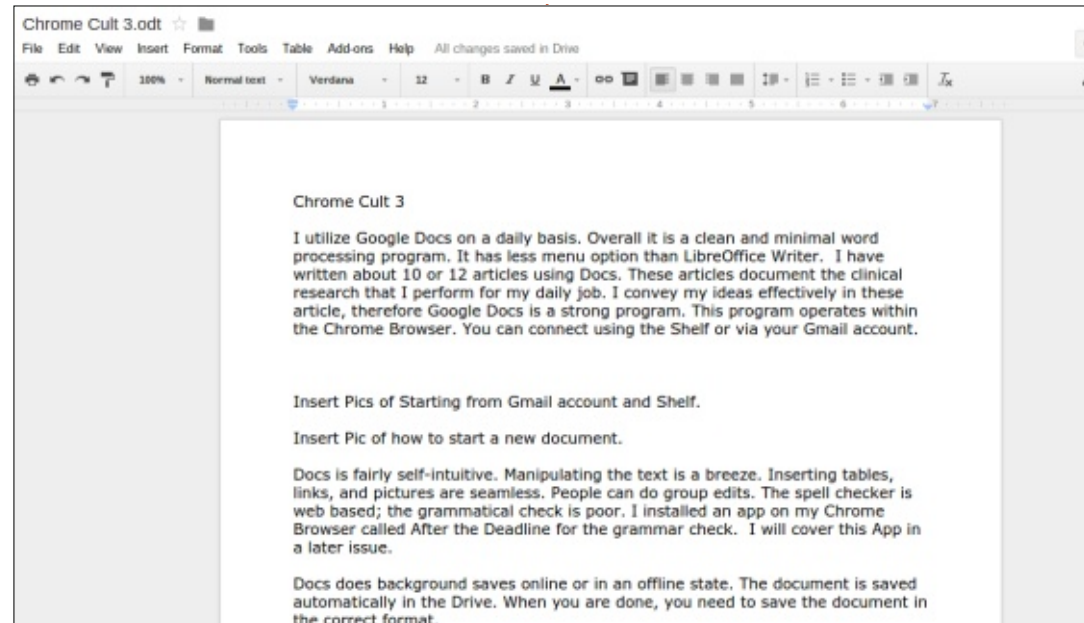 Chrome Cult 3.odt
File Edit View Insert Format Tools Table Add-ons Help All changes saved in Drive
100% Normal text Verdana 12 B I U A
1 2 3 4 5 6 7
Chrome Cult 3
I utilize Google Docs on a daily basis. Overall it is a clean and minimal word
processing program. It has less menu option than LibreOffice Writer. I have
written about 10 or 12 articles using Docs. These articles document the clinical
research that I perform for my daily job. I convey my ideas effectively in these
article, therefore Google Docs is a strong program. This program operates within
the Chrome Browser. You can connect using the Shelf or via your Gmail account.
Insert Pics of Starting from Gmail account and Shelf.
Insert Pic of how to start a new document.
Docs is fairly self-intuitive. Manipulating the text is a breeze. Inserting tables,
links, and pictures are seamless. People can do group edits. The spell checker is
web based; the grammatical check is poor. I installed an app on my Chrome
Browser called After the Deadline for the grammar check. I will cover this App in
a later issue.
Docs does background saves online or in an offline state. The document is saved
automatically in the Drive. When you are done, you need to save the document in
the correct format.